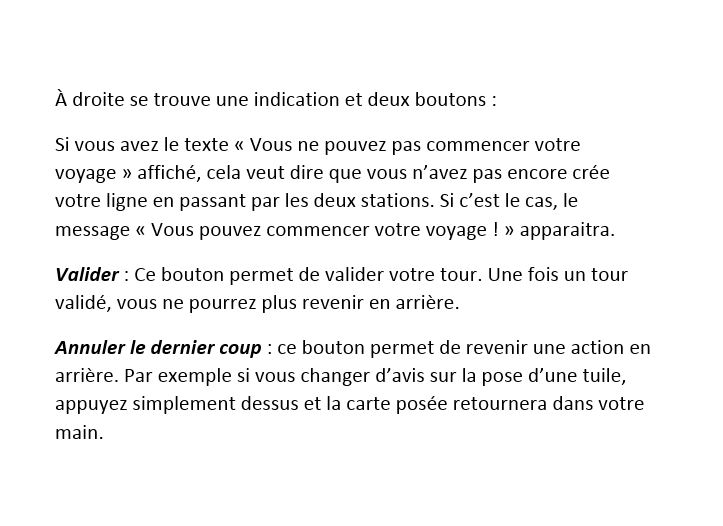 À droite se trouve une indication et deux boutons :
Si vous avez le texte « Vous ne pouvez pas commencer votre
voyage » affiché, cela veut dire que vous n’avez pas encore crée
votre ligne en passant par les deux stations. Si c’est le cas, le
message « Vous pouvez commencer votre voyage ! » apparaitra.
Valider : Ce bouton permet de valider votre tour. Une fois un tour
validé, vous ne pourrez plus revenir en arrière.
Annuler le dernier coup : ce bouton permet de revenir une action en
arrière. Par exemple si vous changer d’avis sur la pose d’une tuile,
appuyez simplement dessus et la carte posée retournera dans votre
main.